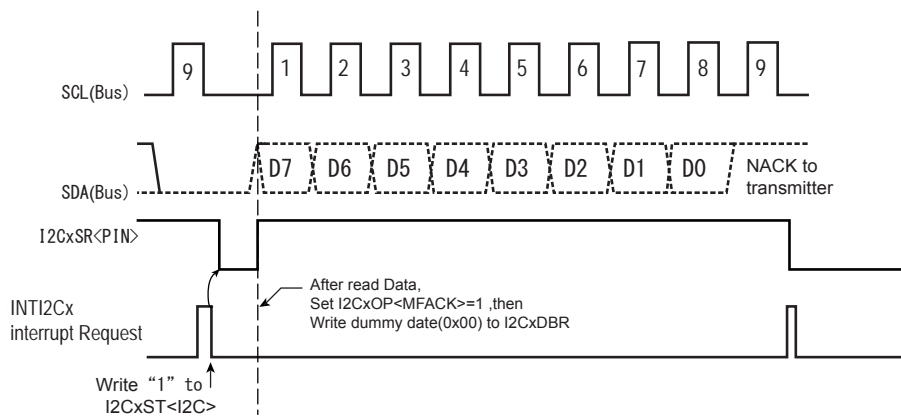 9 1 2 3 4 5 6 7 8 9
SCL(Bus)
D7 D6 D5 D4 D3 D2 D1 D0
NACK to
transmitter
SDA(Bus)
I2CxSR<PIN>
After read Data,
Set I2CxOP<MFACK>=1 ,then
Write dummy date(0x00) to I2CxDBR
INTI2Cx
interrupt Request
Write “1” to
I2CxST<I2C>